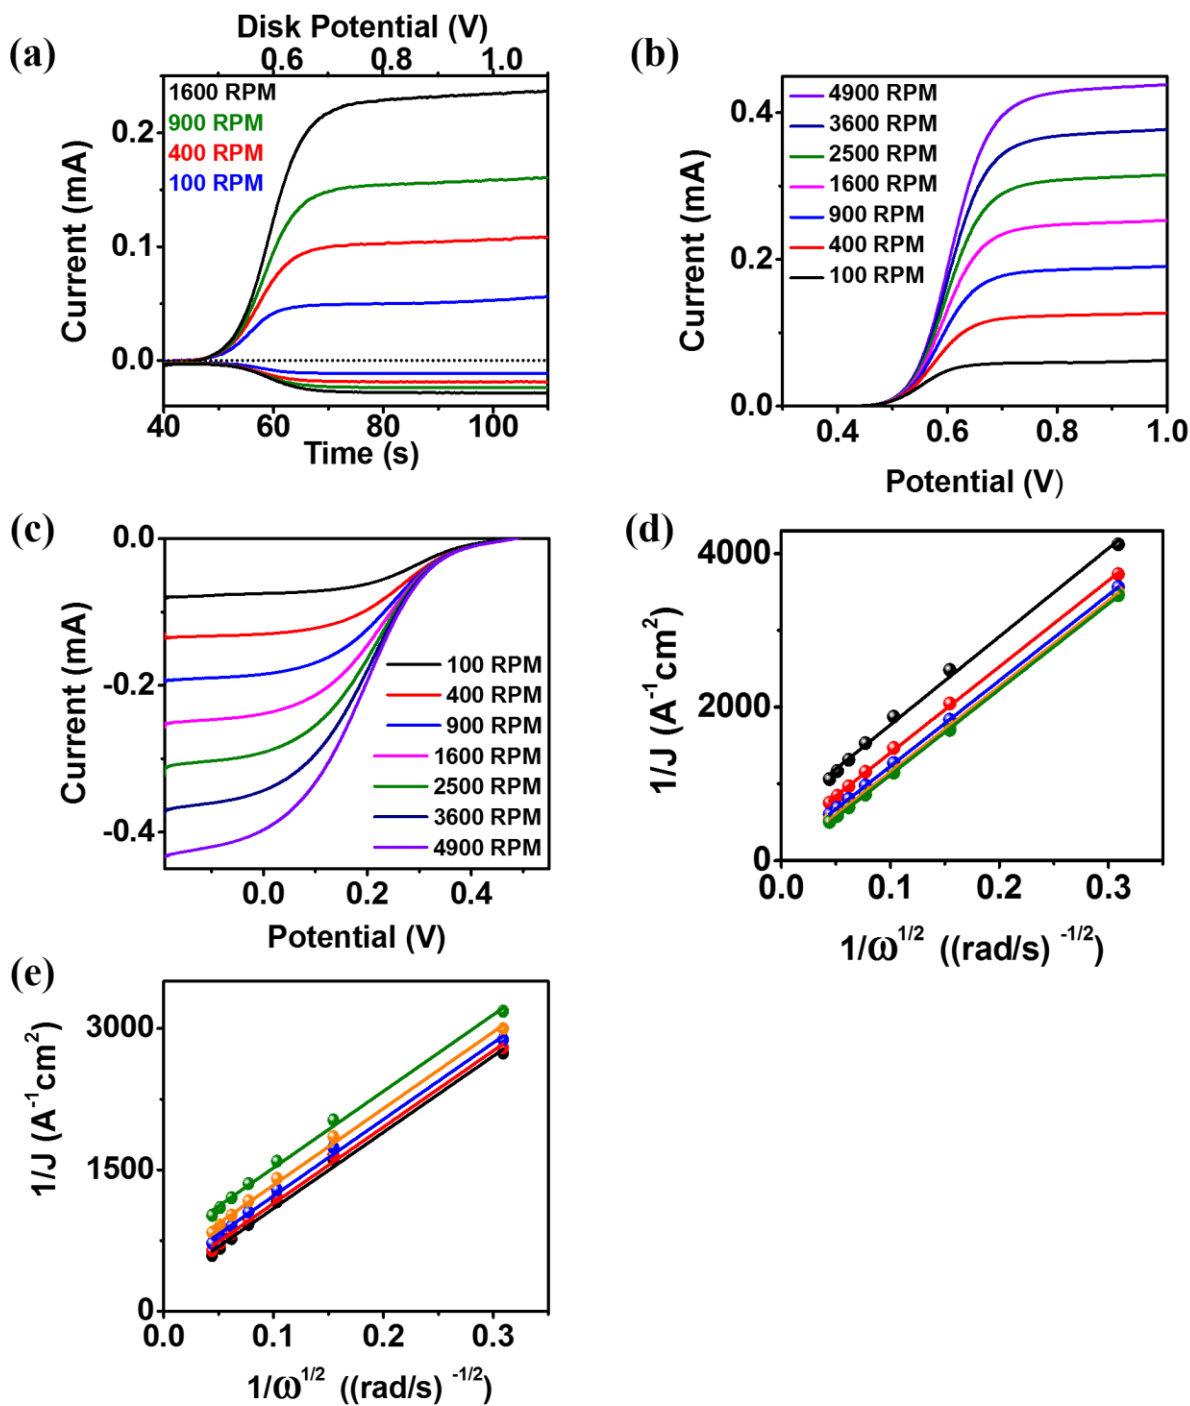 (a)
Disk Potential (V)
0.6 0.8 1.0
1600 RPM
900 RPM
400 RPM
100 RPM
0.2
0.1
0.0
Current (mA)
40 60 80 100
Time (s)
(b)
4900 RPM
3600 RPM
2500 RPM
1600 RPM
900 RPM
400 RPM
100 RPM
0.4
0.2
0.0
Current (mA)
0.4 0.6 0.8 1.0
Potential (V)
(c)
0.0
-0.2
-0.4
Current (mA)
100 RPM
400 RPM
900 RPM
1600 RPM
2500 RPM
3600 RPM
4900 RPM
0.0 0.2 0.4
Potential (V)
(d)
4000
2000
0
1/J (A⁻¹cm²)
0.0 0.1 0.2 0.3
1/ω¹/² ((rad/s) ⁻¹/²)
(e)
3000
1500
0
1/J (A⁻¹cm²)
0.0 0.1 0.2 0.3
1/ω¹/² ((rad/s) ⁻¹/²)